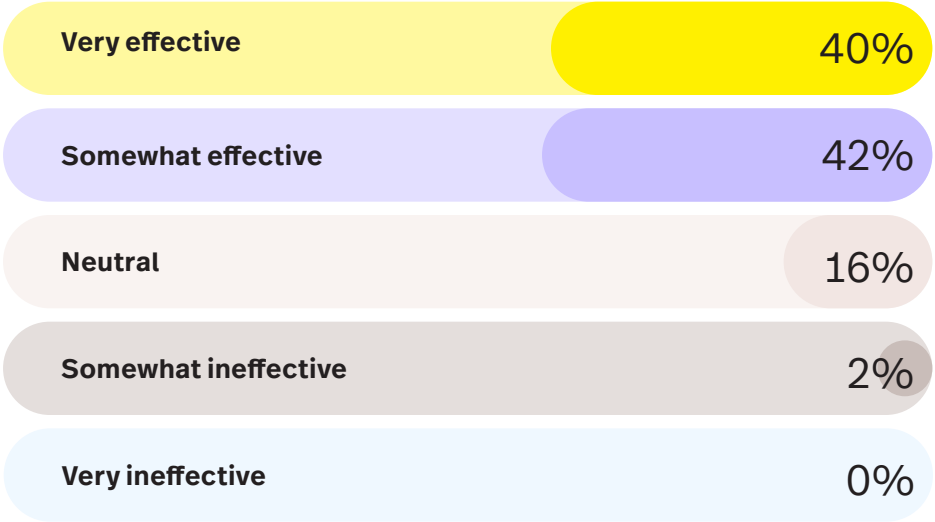 Very effective 40%
Somewhat effective 42%
Neutral 16%
Somewhat ineffective 2%
Very ineffective 0%